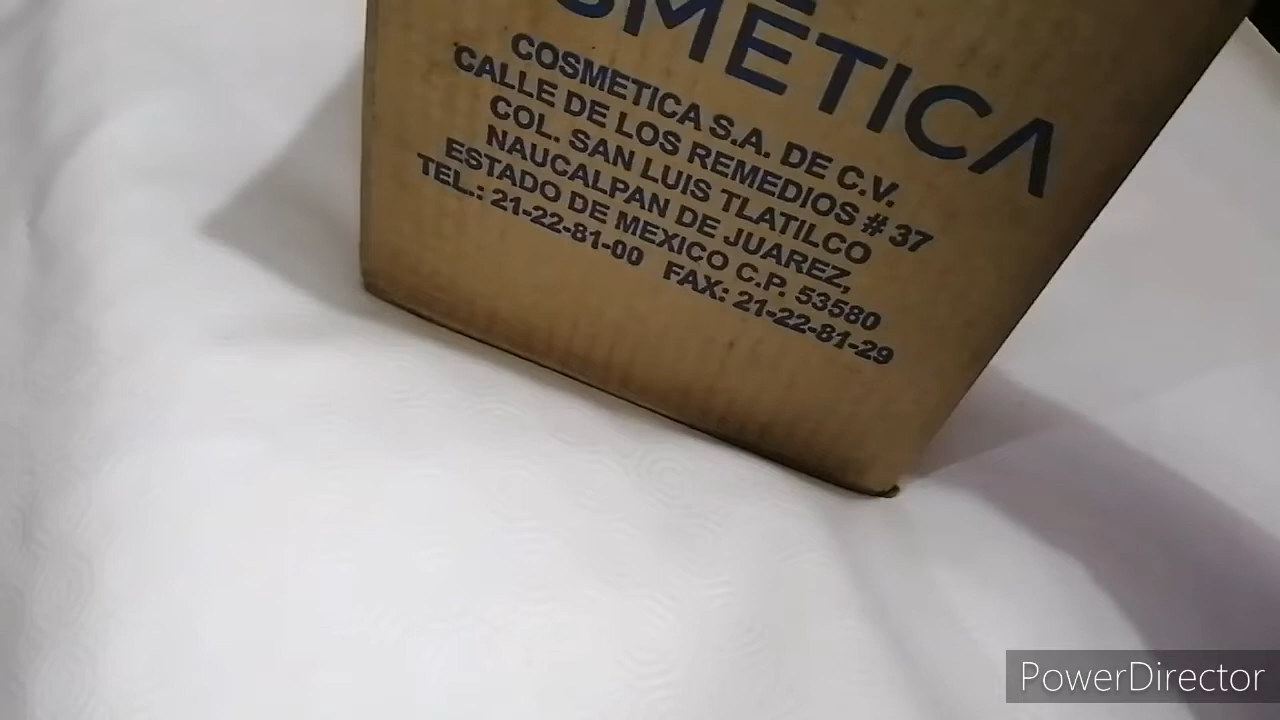 COSMETICA S.A. DE C.V.
CALLE DE LOS REMEDIOS # 37
COL. SAN LUIS TLATILCO
NAUCALPAN DE JUAREZ,
ESTADO DE MEXICO C.P. 53580
TEL.: 21-22-81-00 FAX: 21-22-81-29
PowerDirector